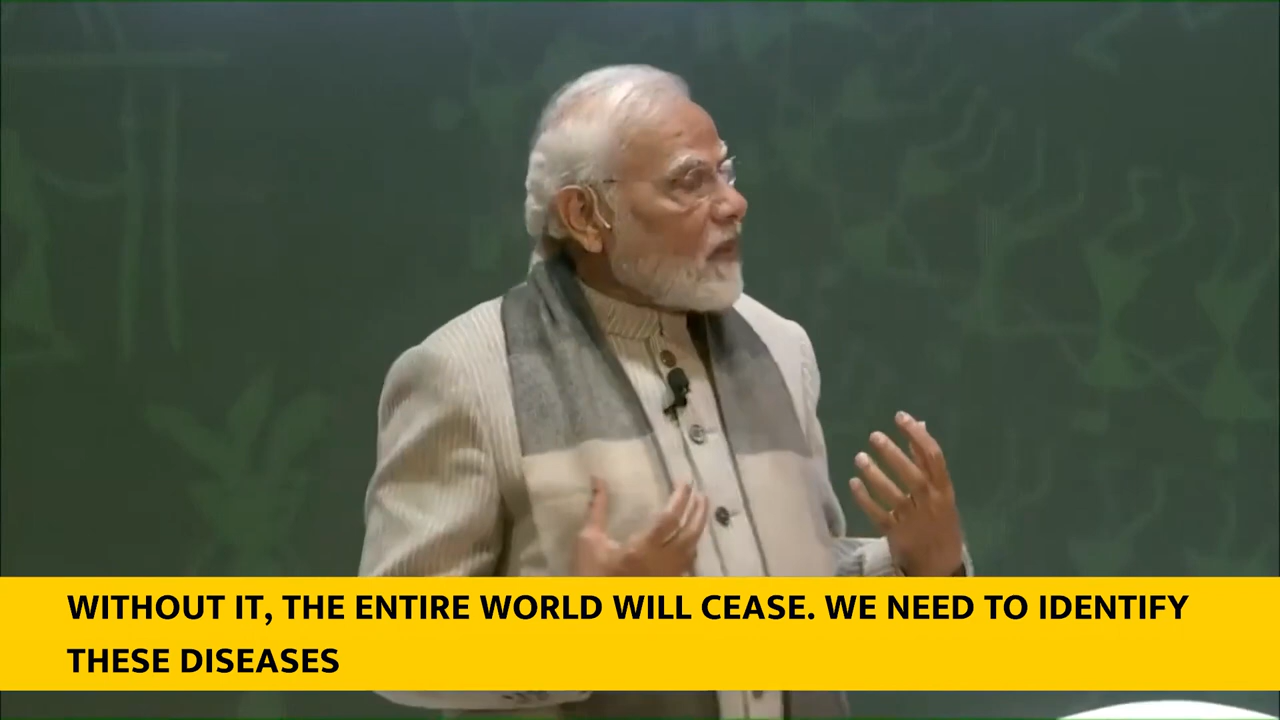 WITHOUT IT, THE ENTIRE WORLD WILL CEASE. WE NEED TO IDENTIFY
THESE DISEASES